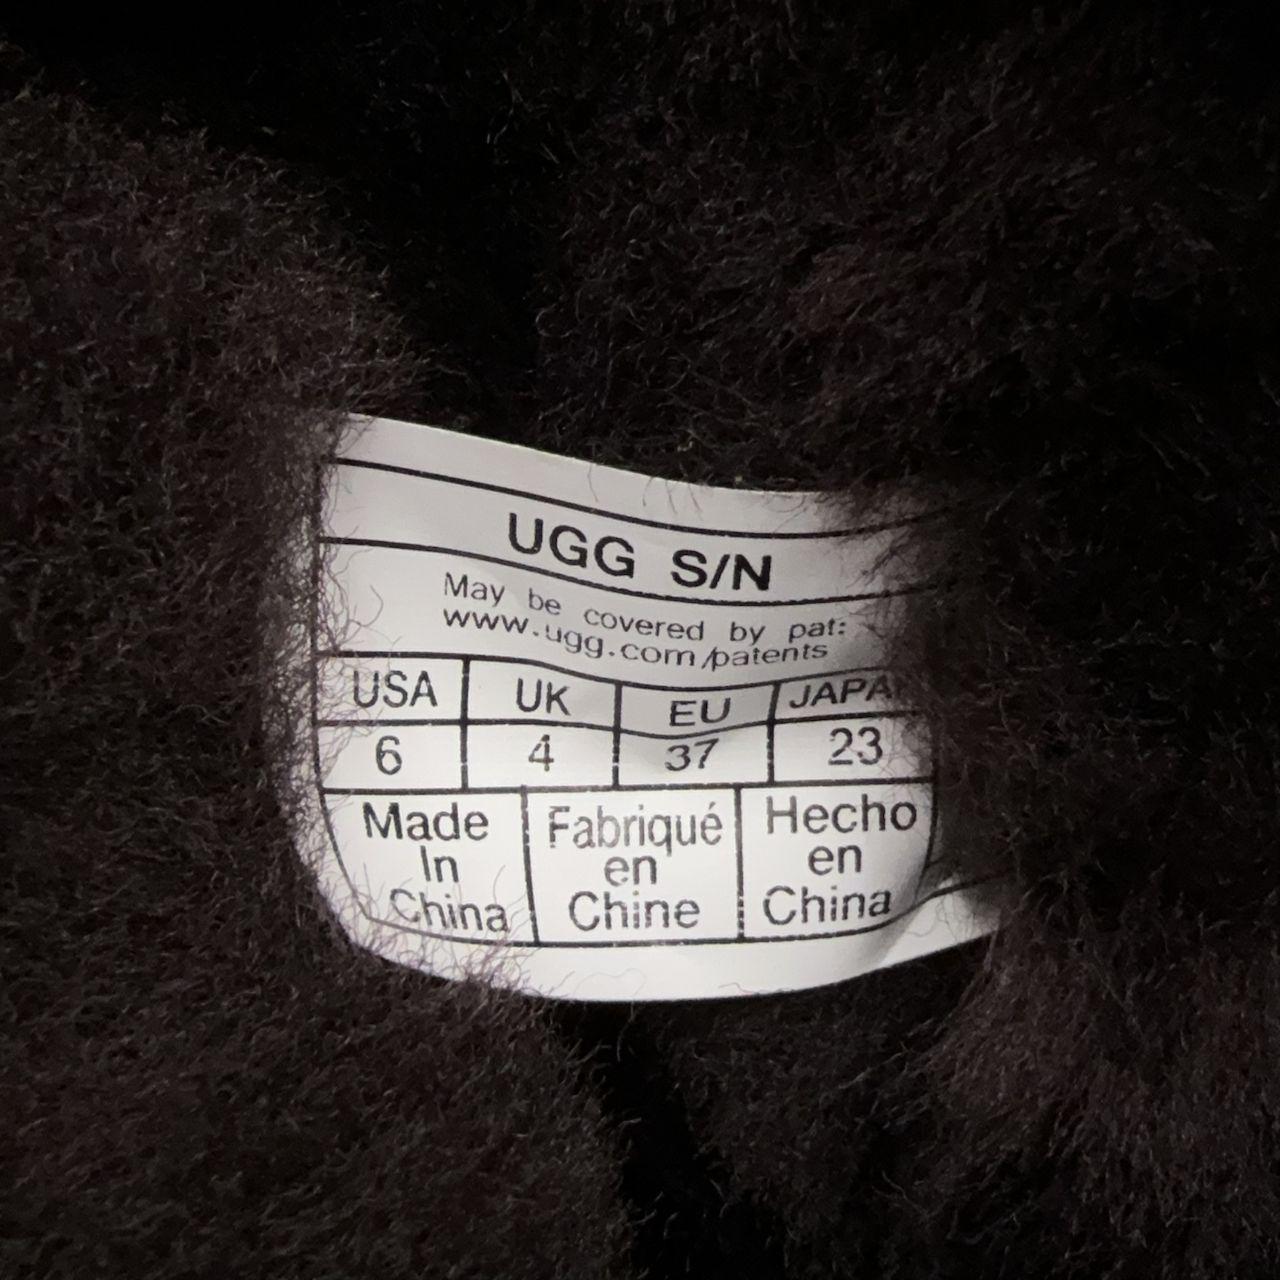 UGG S/N
May be covered by pat:
www.ugg.com/patents
USA UK EU JAPA
6 4 37 23
Made In China
Fabriqué en Chine
Hecho en China